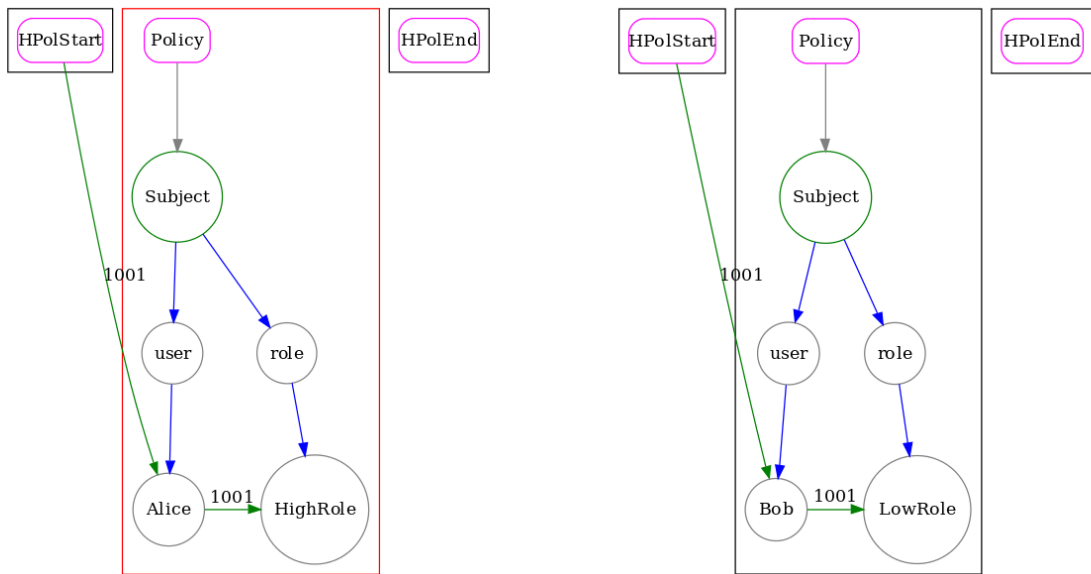 HPolStart
Policy
HPolEnd
Subject
1001
user
role
Alice
1001
HighRole
HPolStart
Policy
HPolEnd
Subject
1001
user
role
Bob
1001
LowRole